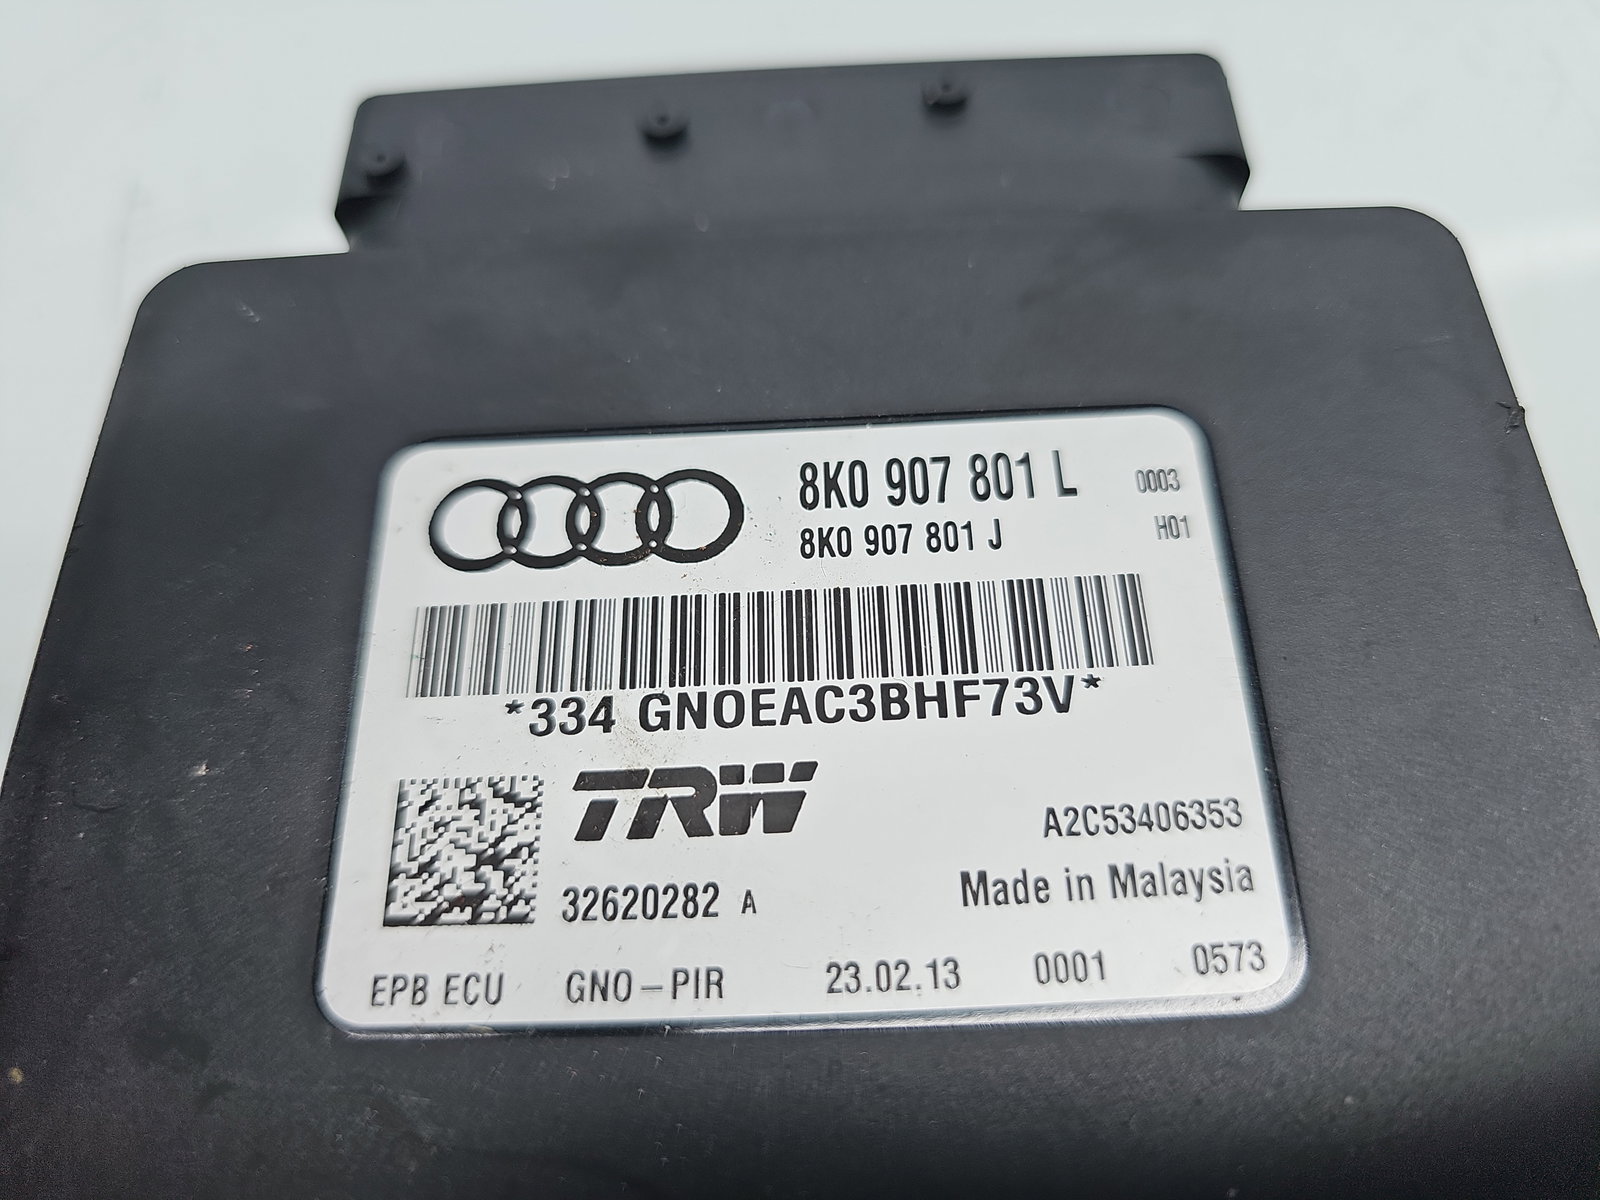 8K0 907 801 L 0003
8K0 907 801 J H01
*334 GNOEAC3BHF73V*
TRW
A2C53406353
32620282 A
Made in Malaysia
EPB ECU GNO-PIR 23.02.13 0001 0573